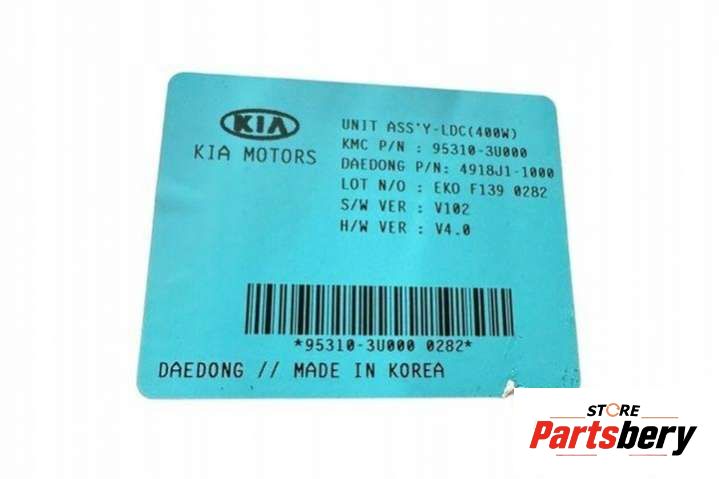 KIA
KIA MOTORS
UNIT ASS'Y-LDC(400W)
KMC P/N : 95310-3U000
DAEDONG P/N: 4918J1-1000
LOT N/O : EKO F139 0282
S/W VER : V102
H/W VER : V4.0
*95310-3U000 0282*
DAEDONG // MADE IN KOREA
STORE
Partsbery